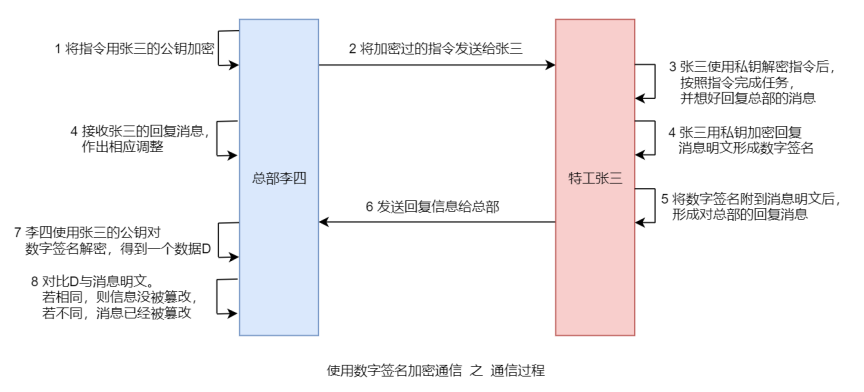 1 将指令用张三的公钥加密
2 将加密过的指令发送给张三
3 张三使用私钥解密指令后，
按照指令完成任务，
并想好回复总部的消息
4 接收张三的回复消息，
作出相应调整
4 张三用私钥加密回复
消息明文形成数字签名
总部李四
特工张三
5 将数字签名附到消息明文后，
形成对总部的回复消息
6 发送回复信息给总部
7 李四使用张三的公钥对
数字签名解密，得到一个数据D
8 对比D与消息明文。
若相同，则信息没被篡改，
若不同，消息已经被篡改
使用数字签名加密通信 之 通信过程